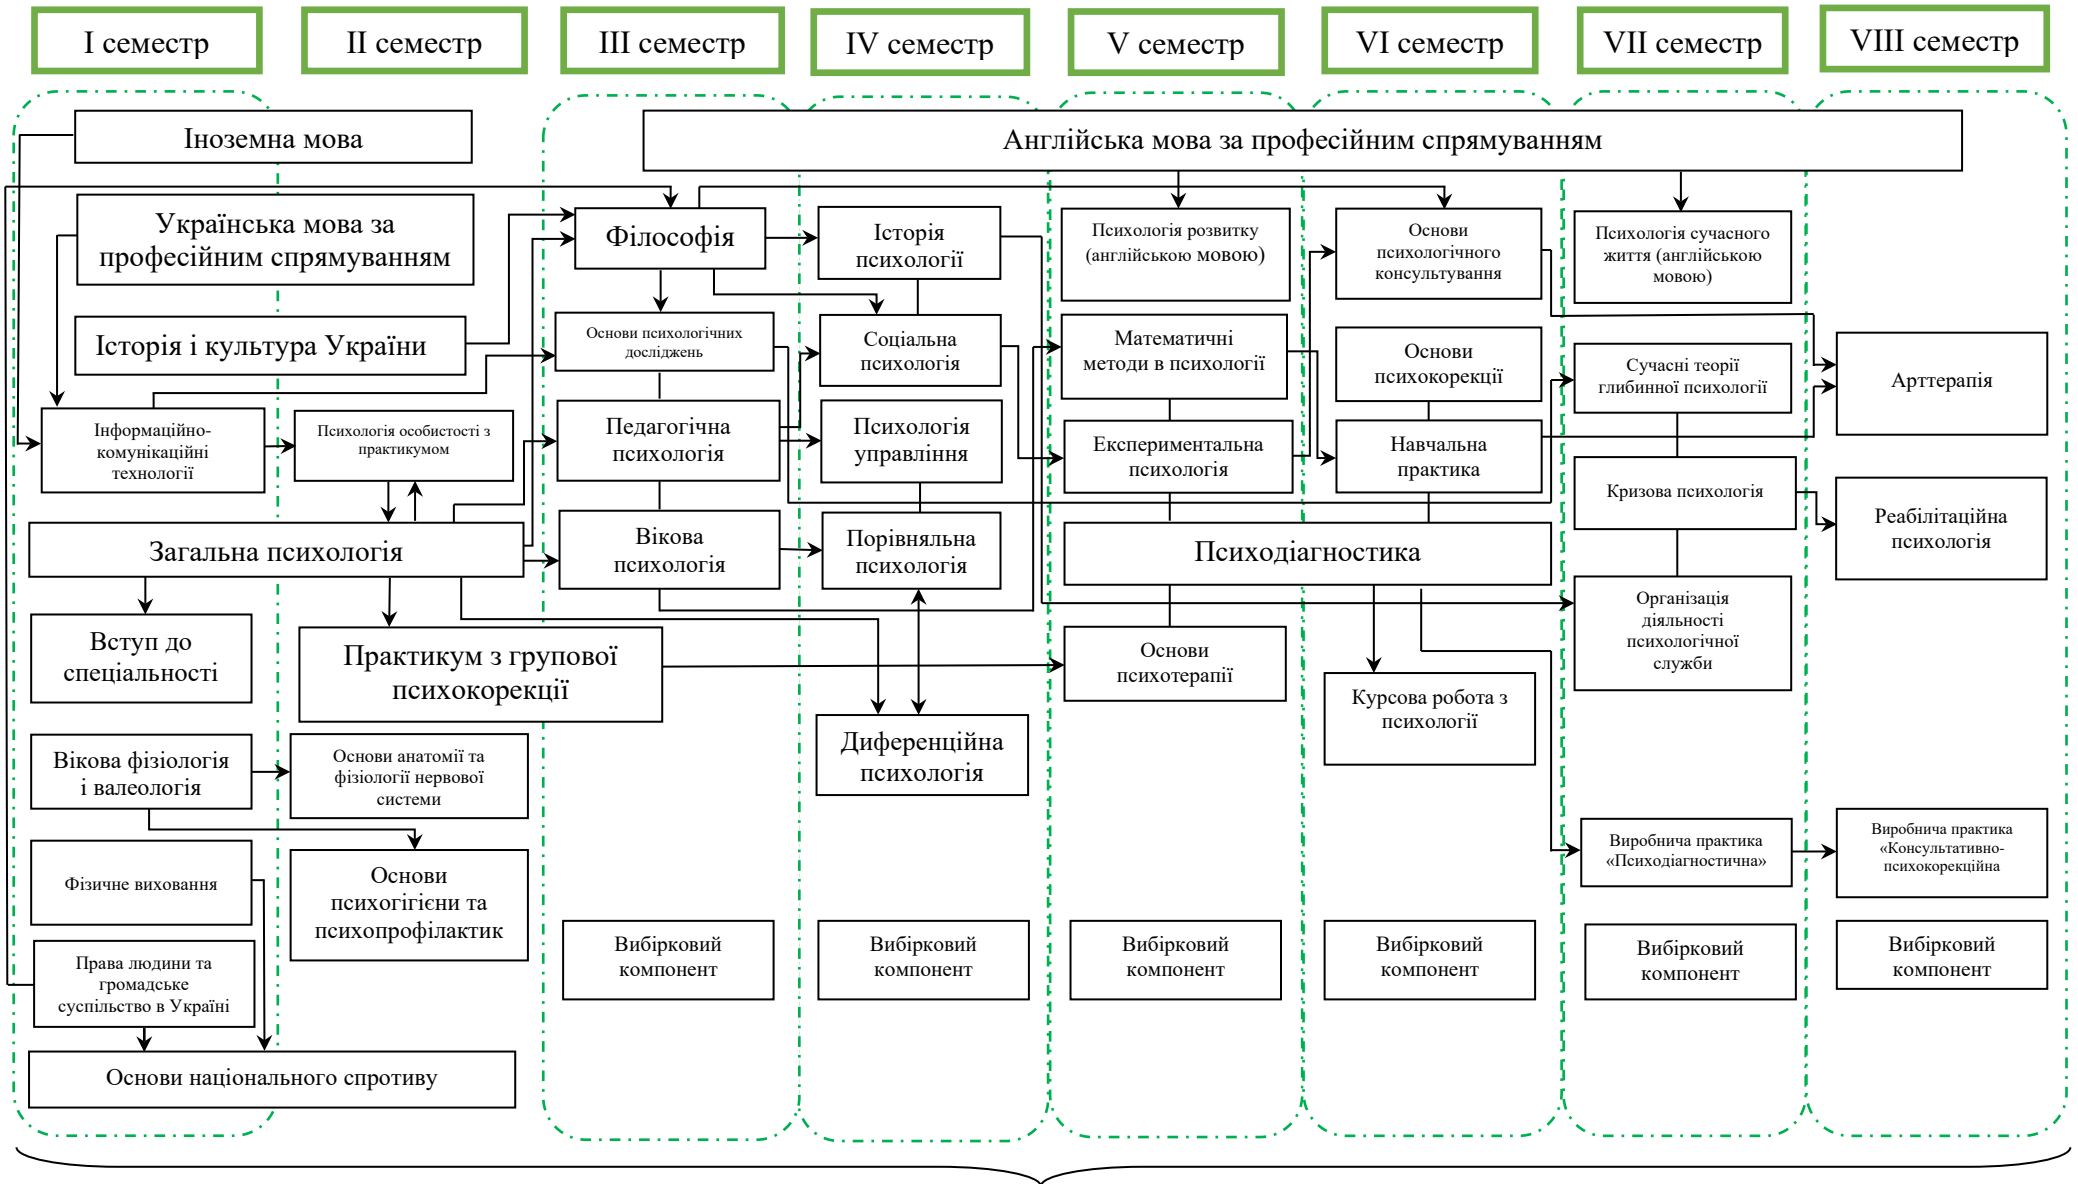 I семестр
II семестр
III семестр
IV семестр
V семестр
VI семестр
VII семестр
VIII семестр
Іноземна мова
Англійська мова за професійним спрямуванням
Українська мова за
професійним спрямуванням
Філософія
Історія
психології
Психологія розвитку
(англійською мовою)
Основи
психологічного
консультування
Психологія сучасного
життя (англійською
мовою)
Історія і культура України
Основи психологічних
досліджень
Соціальна
психологія
Математичні
методи в психології
Основи
психокорекції
Сучасні теорії
глибинної психології
Арттерапія
Інформаційно-
комунікаційні
технології
Психологія особистості з
практикумом
Педагогічна
психологія
Психологія
управління
Експериментальна
психологія
Навчальна
практика
Кризова психологія
Реабілітаційна
психологія
Загальна психологія
Вікова
психологія
Порівняльна
психологія
Психодіагностика
Організація
діяльності
психологічної
служби
Вступ до
спеціальності
Практикум з групової
психокорекції
Основи
психотерапії
Курсова робота з
психології
Диференційна
психологія
Вікова фізіологія
і валеологія
Основи анатомії та
фізіології нервової
системи
Виробнича практика
«Психодіагностична»
Виробнича практика
«Консультативно-
психокорекційна
Фізичне виховання
Основи
психогігієни та
психопрофілактик
Права людини та
громадське
суспільство в Україні
Вибірковий
компонент
Вибірковий
компонент
Вибірковий
компонент
Вибірковий
компонент
Вибірковий
компонент
Вибірковий
компонент
Основи національного спротиву